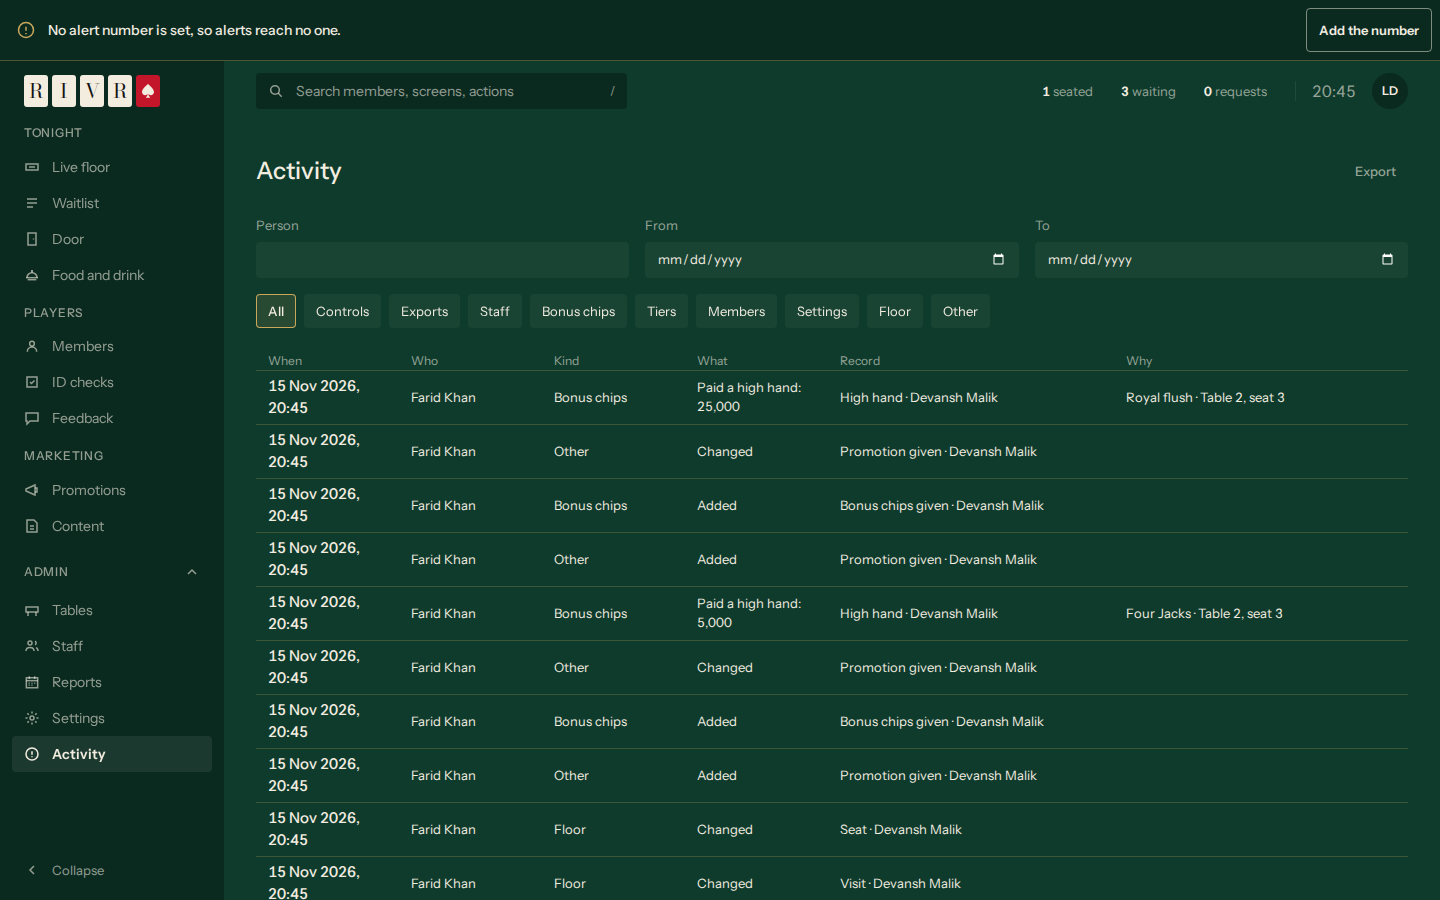 No alert number is set, so alerts reach no one.
Add the number
R I V R
Search members, screens, actions /
1 seated 3 waiting 0 requests 20:45 LD
TONIGHT
Live floor
Waitlist
Door
Food and drink
PLAYERS
Members
ID checks
Feedback
MARKETING
Promotions
Content
ADMIN
Tables
Staff
Reports
Settings
Activity
Collapse
Activity
Export
Person From To
mm/dd/yyyy mm/dd/yyyy
All Controls Exports Staff Bonus chips Tiers Members Settings Floor Other
When Who Kind What Record Why
15 Nov 2026, 20:45 Farid Khan Bonus chips Paid a high hand: 25,000 High hand · Devansh Malik Royal flush · Table 2, seat 3
15 Nov 2026, 20:45 Farid Khan Other Changed Promotion given · Devansh Malik
15 Nov 2026, 20:45 Farid Khan Bonus chips Added Bonus chips given · Devansh Malik
15 Nov 2026, 20:45 Farid Khan Other Added Promotion given · Devansh Malik
15 Nov 2026, 20:45 Farid Khan Bonus chips Paid a high hand: 5,000 High hand · Devansh Malik Four Jacks · Table 2, seat 3
15 Nov 2026, 20:45 Farid Khan Other Changed Promotion given · Devansh Malik
15 Nov 2026, 20:45 Farid Khan Bonus chips Added Bonus chips given · Devansh Malik
15 Nov 2026, 20:45 Farid Khan Other Added Promotion given · Devansh Malik
15 Nov 2026, 20:45 Farid Khan Floor Changed Seat · Devansh Malik
15 Nov 2026, 20:45 Farid Khan Floor Changed Visit · Devansh Malik